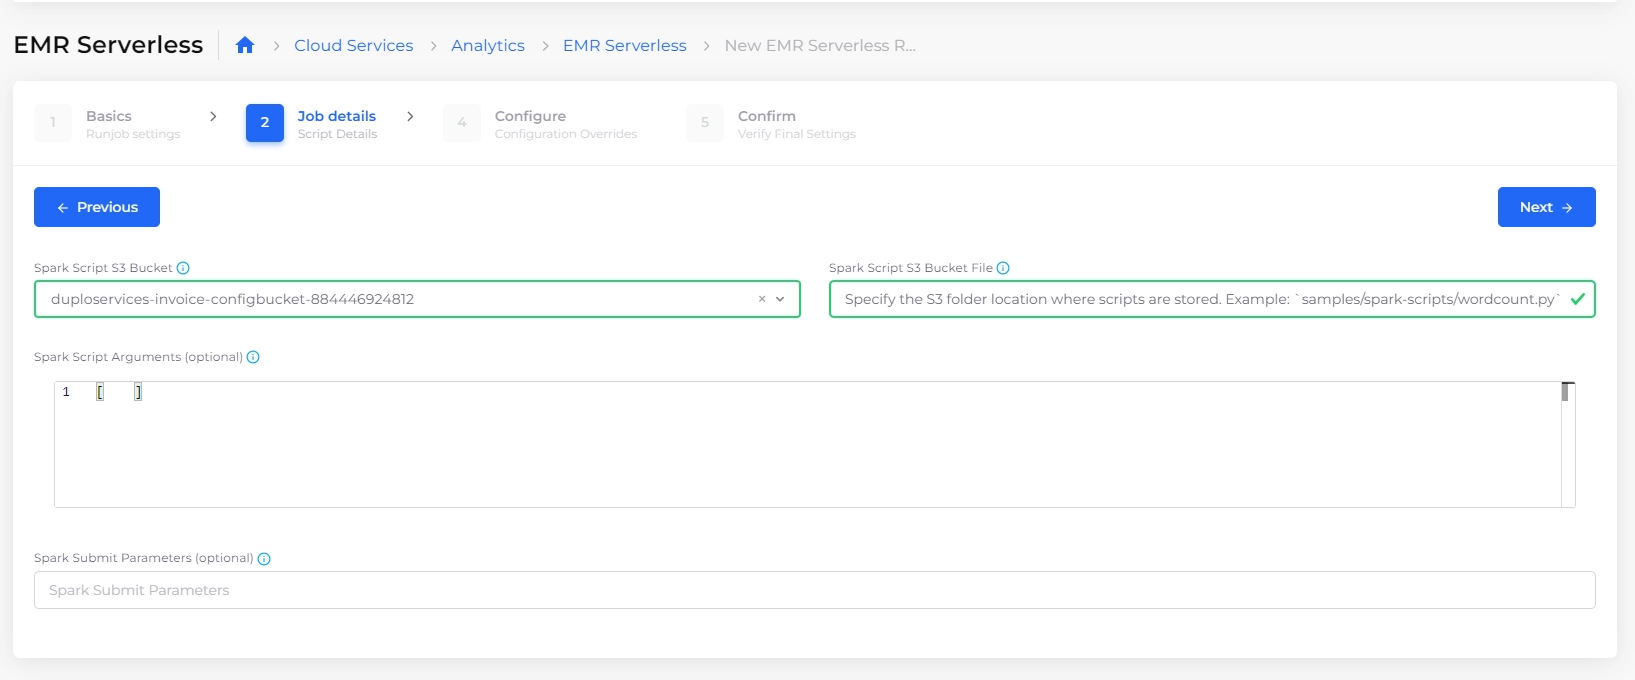 EMR Serverless
Cloud Services
Analytics
EMR Serverless
New EMR Serverless R...
1
Basics
Runjob settings
2
Job details
Script Details
4
Configure
Configuration Overrides
5
Confirm
Verify Final Settings
Previous
Next
Spark Script S3 Bucket
duploservices-invoice-configbucket-884446924812
Spark Script S3 Bucket File
Specify the S3 folder location where scripts are stored. Example: `samples/spark-scripts/wordcount.py`
Spark Script Arguments (optional)
1 [ ]
Spark Submit Parameters (optional)
Spark Submit Parameters